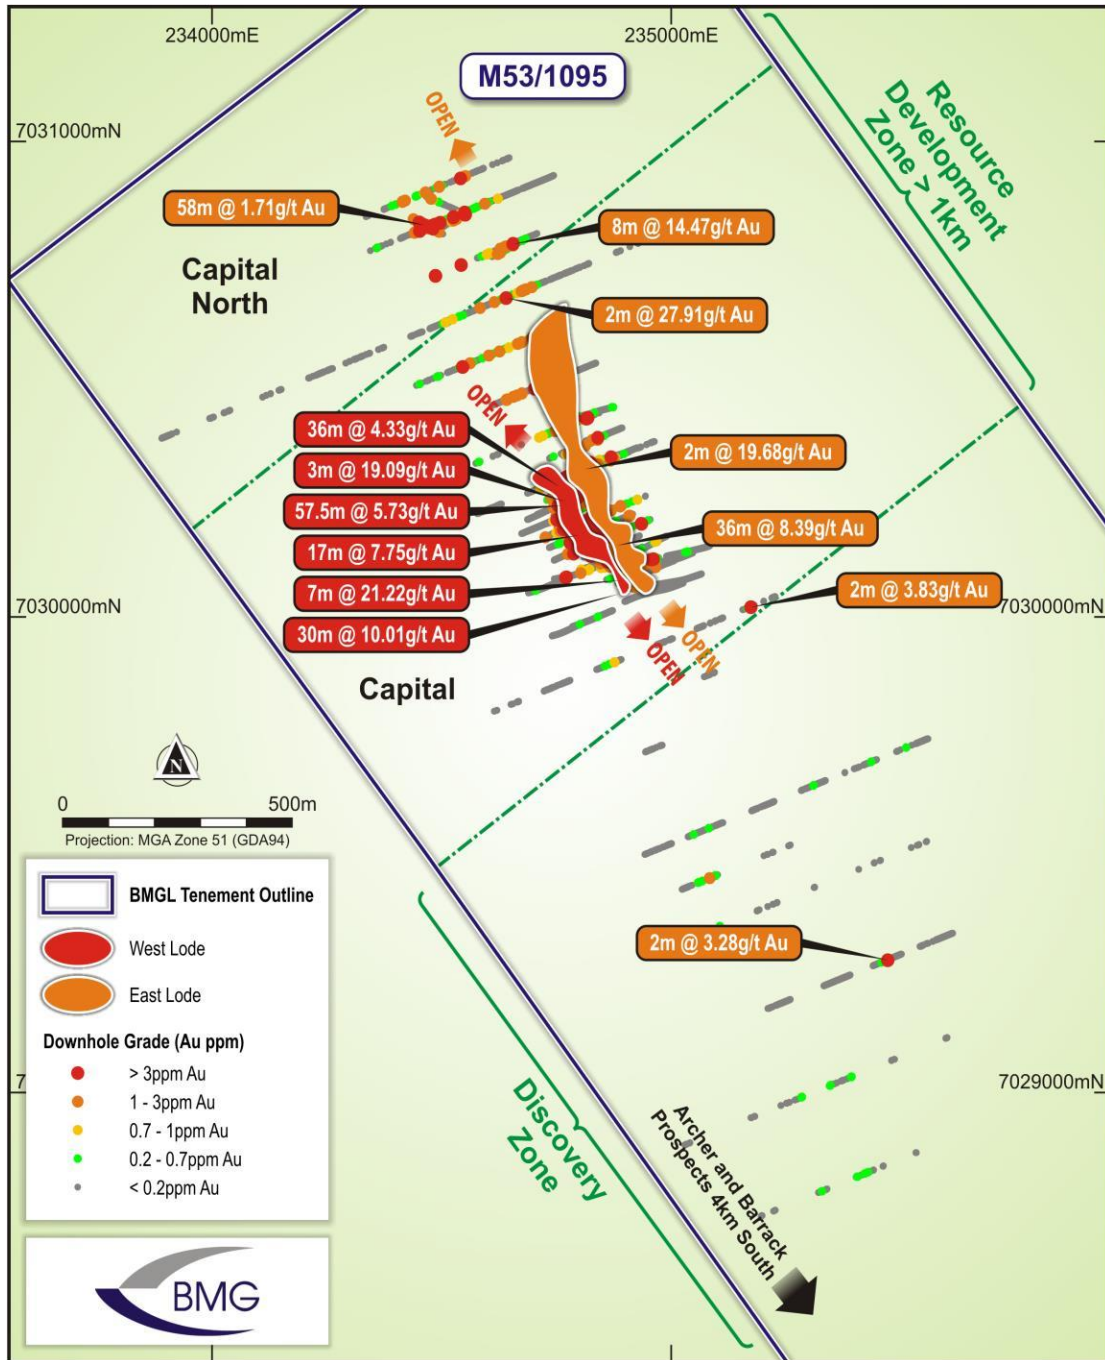 234000mE
235000mE
M53/1095
7031000mN
OPEN
Resource
Development
Zone > 1km
58m @ 1.71g/t Au
8m @ 14.47g/t Au
Capital
North
2m @ 27.91g/t Au
OPEN
36m @ 4.33g/t Au
2m @ 19.68g/t Au
3m @ 19.09g/t Au
57.5m @ 5.73g/t Au
36m @ 8.39g/t Au
17m @ 7.75g/t Au
7m @ 21.22g/t Au
2m @ 3.83g/t Au
7030000mN
7030000mN
30m @ 10.01g/t Au
OPEN
OPEN
Capital
N
0
500m
Projection: MGA Zone 51 (GDA94)
BMGL Tenement Outline
West Lode
East Lode
Downhole Grade (Au ppm)
> 3ppm Au
1 - 3ppm Au
0.7 - 1ppm Au
0.2 - 0.7ppm Au
< 0.2ppm Au
2m @ 3.28g/t Au
7
7029000mN
Discovery
Zone
Archer and Barrack
Prospects 4km South
BMG